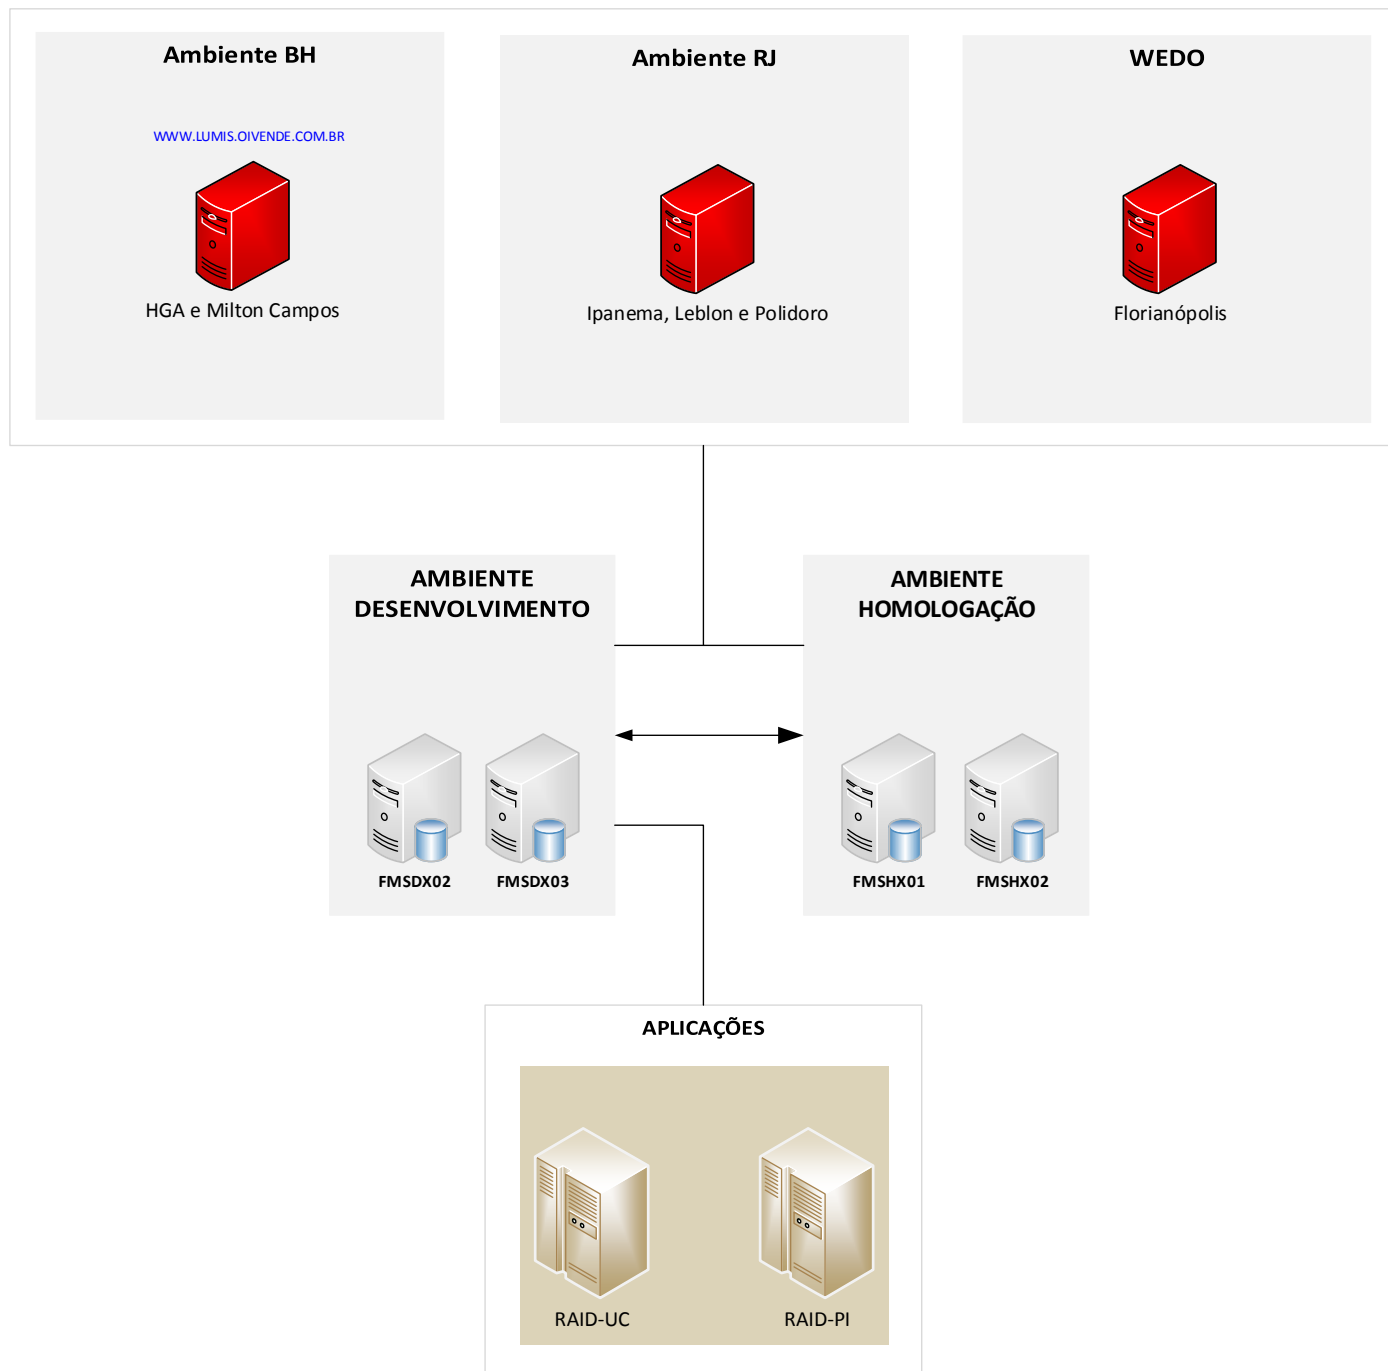 Ambiente BH
Ambiente RJ
WEDO
WWW.LUMIS.OIVENDE.COM.BR
HGA e Milton Campos
Ipanema, Leblon e Polidoro
Florianópolis
AMBIENTE
DESENVOLVIMENTO
AMBIENTE
HOMOLOGAÇÃO
FMSDX02
FMSDX03
FMSHX01
FMSHX02
APLICAÇÕES
RAID-UC
RAID-PI